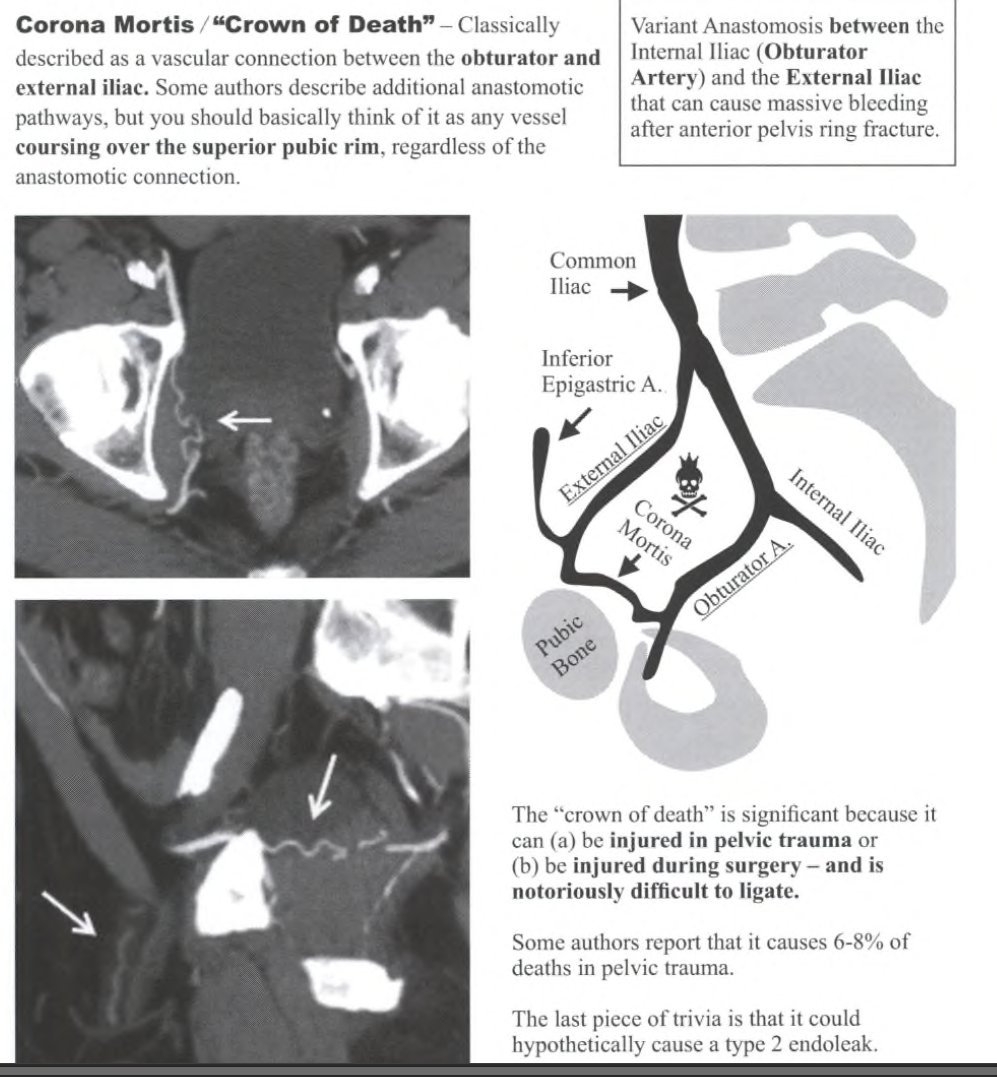 Corona Mortis / “Crown of Death” – Classically
described as a vascular connection between the obturator and
external iliac. Some authors describe additional anastomotic
pathways, but you should basically think of it as any vessel
coursing over the superior pubic rim, regardless of the
anastomotic connection.
Variant Anastomosis between the
Internal Iliac (Obturator
Artery) and the External Iliac
that can cause massive bleeding
after anterior pelvis ring fracture.
Common
Iliac
Inferior
Epigastric A.
External Iliac
Corona
Mortis
Internal Iliac
Obturator A.
Pubic
Bone
The “crown of death” is significant because it
can (a) be injured in pelvic trauma or
(b) be injured during surgery – and is
notoriously difficult to ligate.
Some authors report that it causes 6-8% of
deaths in pelvic trauma.
The last piece of trivia is that it could
hypothetically cause a type 2 endoleak.